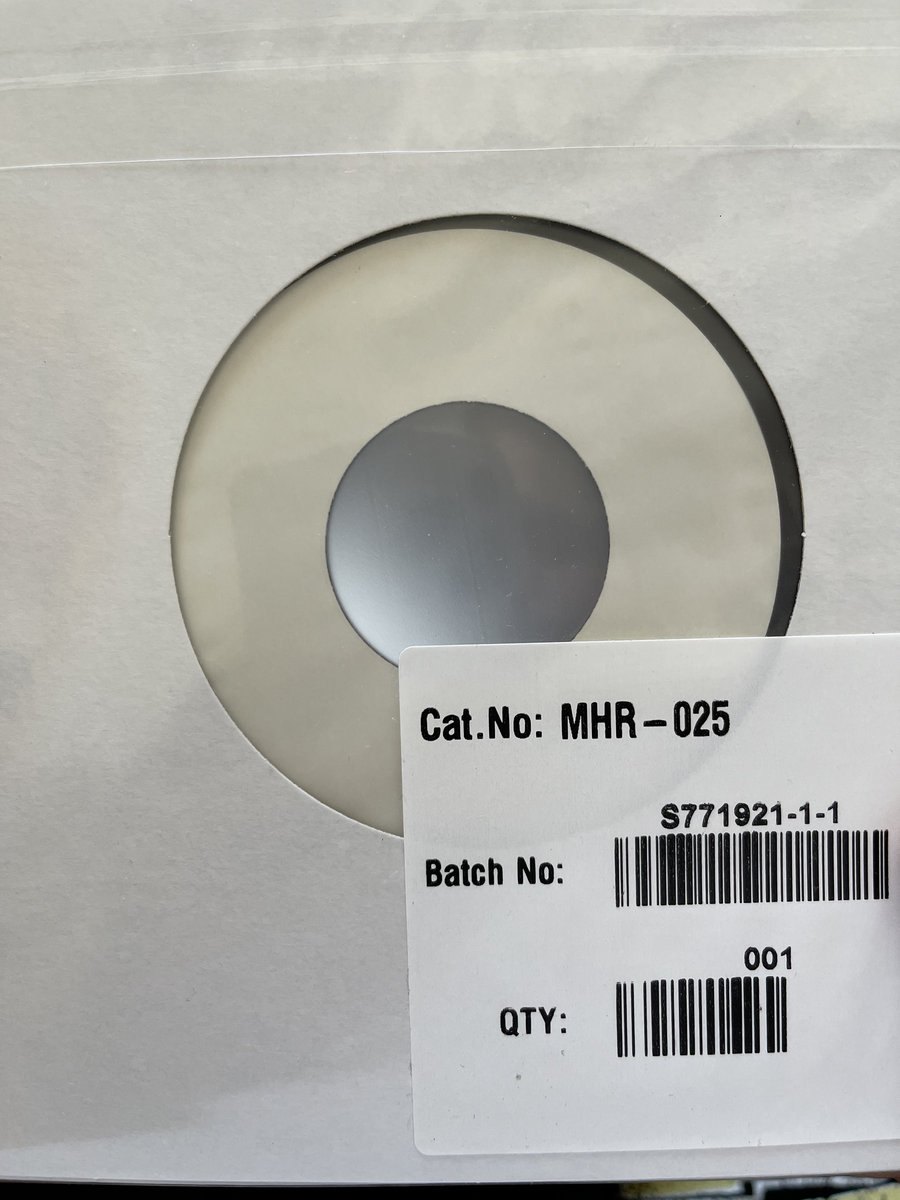 Cat.No: MHR-025
S771921-1-1
Batch No:
001
QTY: